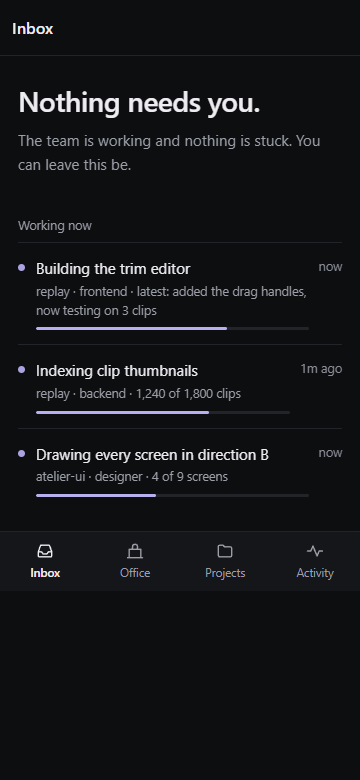 Inbox
Nothing needs you.
The team is working and nothing is stuck. You
can leave this be.
Working now
Building the trim editor
now
replay · frontend · latest: added the drag handles,
now testing on 3 clips
Indexing clip thumbnails
1m ago
replay · backend · 1,240 of 1,800 clips
Drawing every screen in direction B
now
atelier-ui · designer · 4 of 9 screens
Inbox
Office
Projects
Activity